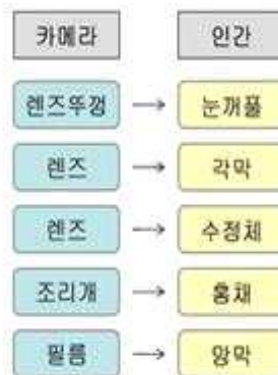 카메라 인간
렌즈뚜껑 → 눈꺼풀
렌즈 → 각막
렌즈 → 수정체
조리개 → 홍채
필름 → 망막